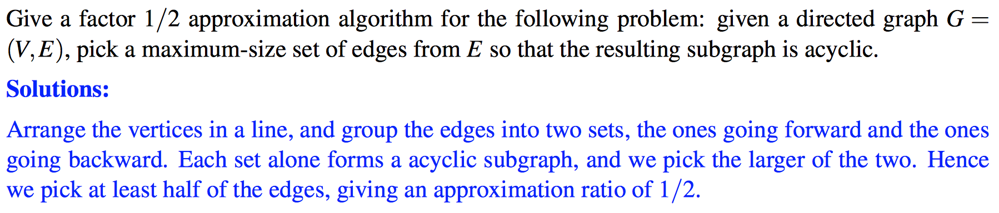 Give a factor 1/2 approximation algorithm for the following problem: given a directed graph G =
(V,E), pick a maximum-size set of edges from E so that the resulting subgraph is acyclic.
Solutions:
Arrange the vertices in a line, and group the edges into two sets, the ones going forward and the ones
going backward. Each set alone forms a acyclic subgraph, and we pick the larger of the two. Hence
we pick at least half of the edges, giving an approximation ratio of 1/2.